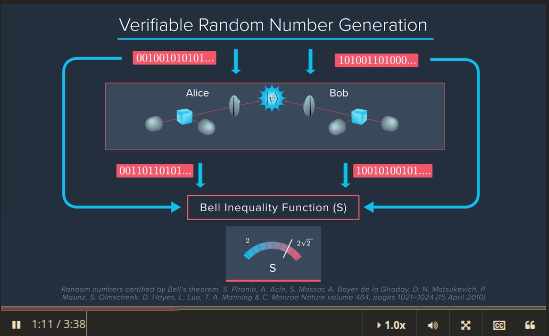 Verifiable Random Number Generation
001001010101...
101001101000...
Alice
Bob
00110110101...
10010100101....
Bell Inequality Function (S)
2
2√2
S
Random numbers certified by Bell's theorem. S. Pironio, A. Acin, S. Massar, A. Boyer de la Giroday, D. N. Matsukevich, P.
Maunz, S. Olmschenk, D. Hayes, L. Luo, T. A. Manning & C. Monroe Nature volume 464, pages 1021–1024 (15 April 2010)
1:11 / 3:38
1.0x
CC